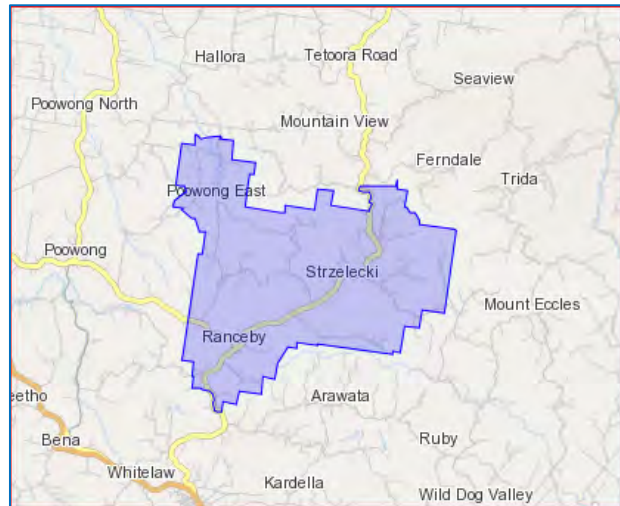 Hallora
Tetoora Road
Seaview
Poowong North
Mountain View
Ferndale
Trida
Poowong East
Poowong
Strzelecki
Mount Eccles
Ranceby
eetho
Arawata
Bena
Ruby
Whitelaw
Kardella
Wild Dog Valley